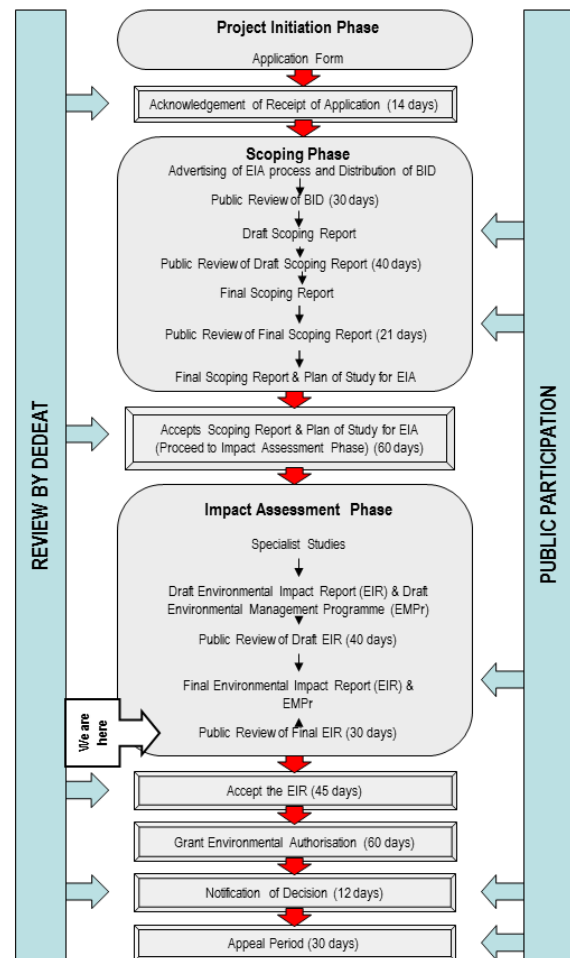 Project Initiation Phase
Application Form
Acknowledgement of Receipt of Application (14 days)
Scoping Phase
Advertising of EIA process and Distribution of BID
Public Review of BID (30 days)
Draft Scoping Report
Public Review of Draft Scoping Report (40 days)
Final Scoping Report
Public Review of Final Scoping Report (21 days)
Final Scoping Report & Plan of Study for EIA
Accepts Scoping Report & Plan of Study for EIA
(Proceed to Impact Assessment Phase) (60 days)
Impact Assessment Phase
Specialist Studies
Draft Environmental Impact Report (EIR) & Draft
Environmental Management Programme (EMPr)
Public Review of Draft EIR (40 days)
Final Environmental Impact Report (EIR) &
EMPr
Public Review of Final EIR (30 days)
We are
here
Accept the EIR (45 days)
Grant Environmental Authorisation (60 days)
Notification of Decision (12 days)
Appeal Period (30 days)
REVIEW BY DEDEAT
PUBLIC PARTICIPATION